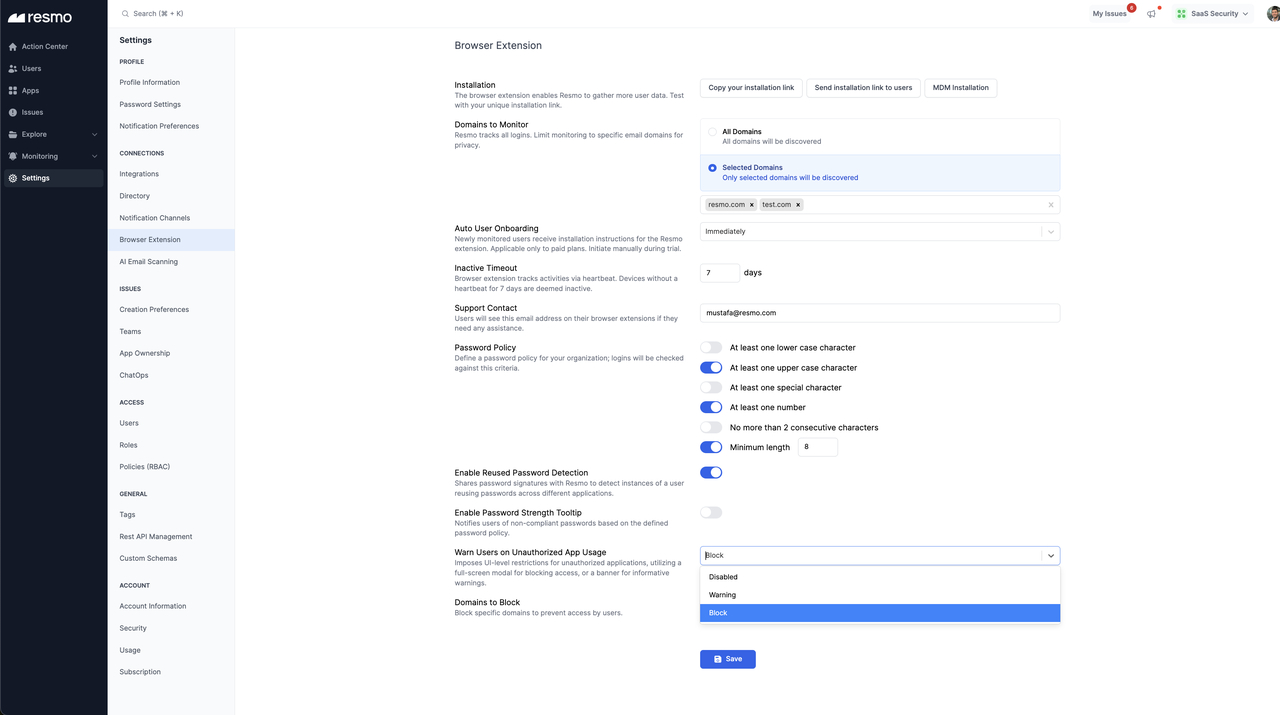 resmo
Search (⌘ + K)
My Issues
6
SaaS Security
Action Center
Users
Apps
Issues
Explore
Monitoring
Settings
Settings
PROFILE
Profile Information
Password Settings
Notification Preferences
CONNECTIONS
Integrations
Directory
Notification Channels
Browser Extension
AI Email Scanning
ISSUES
Creation Preferences
Teams
App Ownership
ChatOps
ACCESS
Users
Roles
Policies (RBAC)
GENERAL
Tags
Rest API Management
Custom Schemas
ACCOUNT
Account Information
Security
Usage
Subscription
Browser Extension
Installation
The browser extension enables Resmo to gather more user data. Test
with your unique installation link.
Copy your installation link
Send installation link to users
MDM Installation
Domains to Monitor
Resmo tracks all logins. Limit monitoring to specific email domains for
privacy.
All Domains
All domains will be discovered
Selected Domains
Only selected domains will be discovered
resmo.com × test.com ×
Auto User Onboarding
Newly monitored users receive installation instructions for the Resmo
extension. Applicable only to paid plans. Initiate manually during trial.
Immediately
Inactive Timeout
Browser extension tracks activities via heartbeat. Devices without a
heartbeat for 7 days are deemed inactive.
7 days
Support Contact
Users will see this email address on their browser extensions if they
need any assistance.
mustafa@resmo.com
Password Policy
Define a password policy for your organization; logins will be checked
against this criteria.
At least one lower case character
At least one upper case character
At least one special character
At least one number
No more than 2 consecutive characters
Minimum length 8
Enable Reused Password Detection
Shares password signatures with Resmo to detect instances of a user
reusing passwords across different applications.
Enable Password Strength Tooltip
Notifies users of non-compliant passwords based on the defined
password policy.
Warn Users on Unauthorized App Usage
Imposes UI-level restrictions for unauthorized applications, utilizing a
full-screen modal for blocking access, or a banner for informative
warnings.
Block
Disabled
Warning
Block
Domains to Block
Block specific domains to prevent access by users.
Save